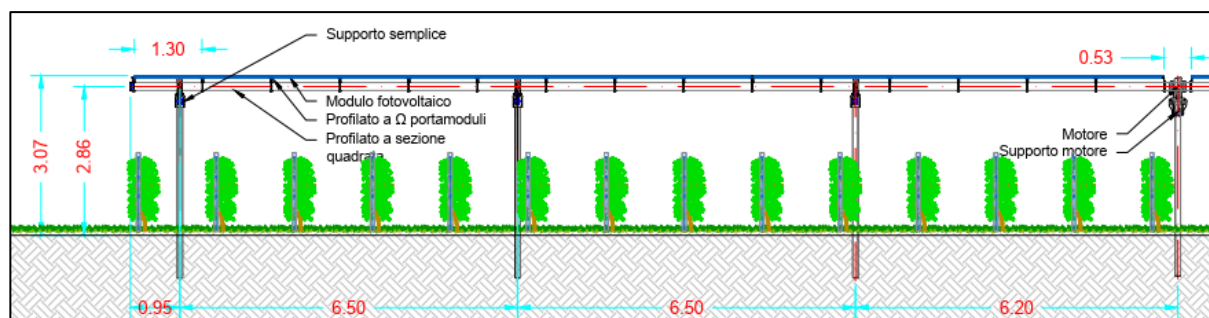 Supporto semplice
1.30
0.53
Modulo fotovoltaico
Profilato a Ω portamoduli
Profilato a sezione
quadrata
Motore
Supporto motore
3.07
2.86
0.95
6.50
6.50
6.20